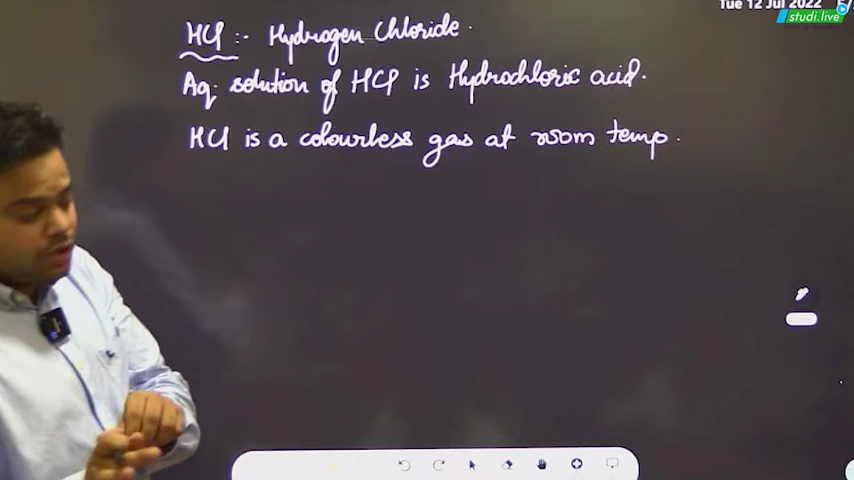 Tue 12 Jul 2022
studi.live
HCl :- Hydrogen Chloride.
Aq. solution of HCl is Hydrochloric acid.
HCl is a colourless gas at room temp.